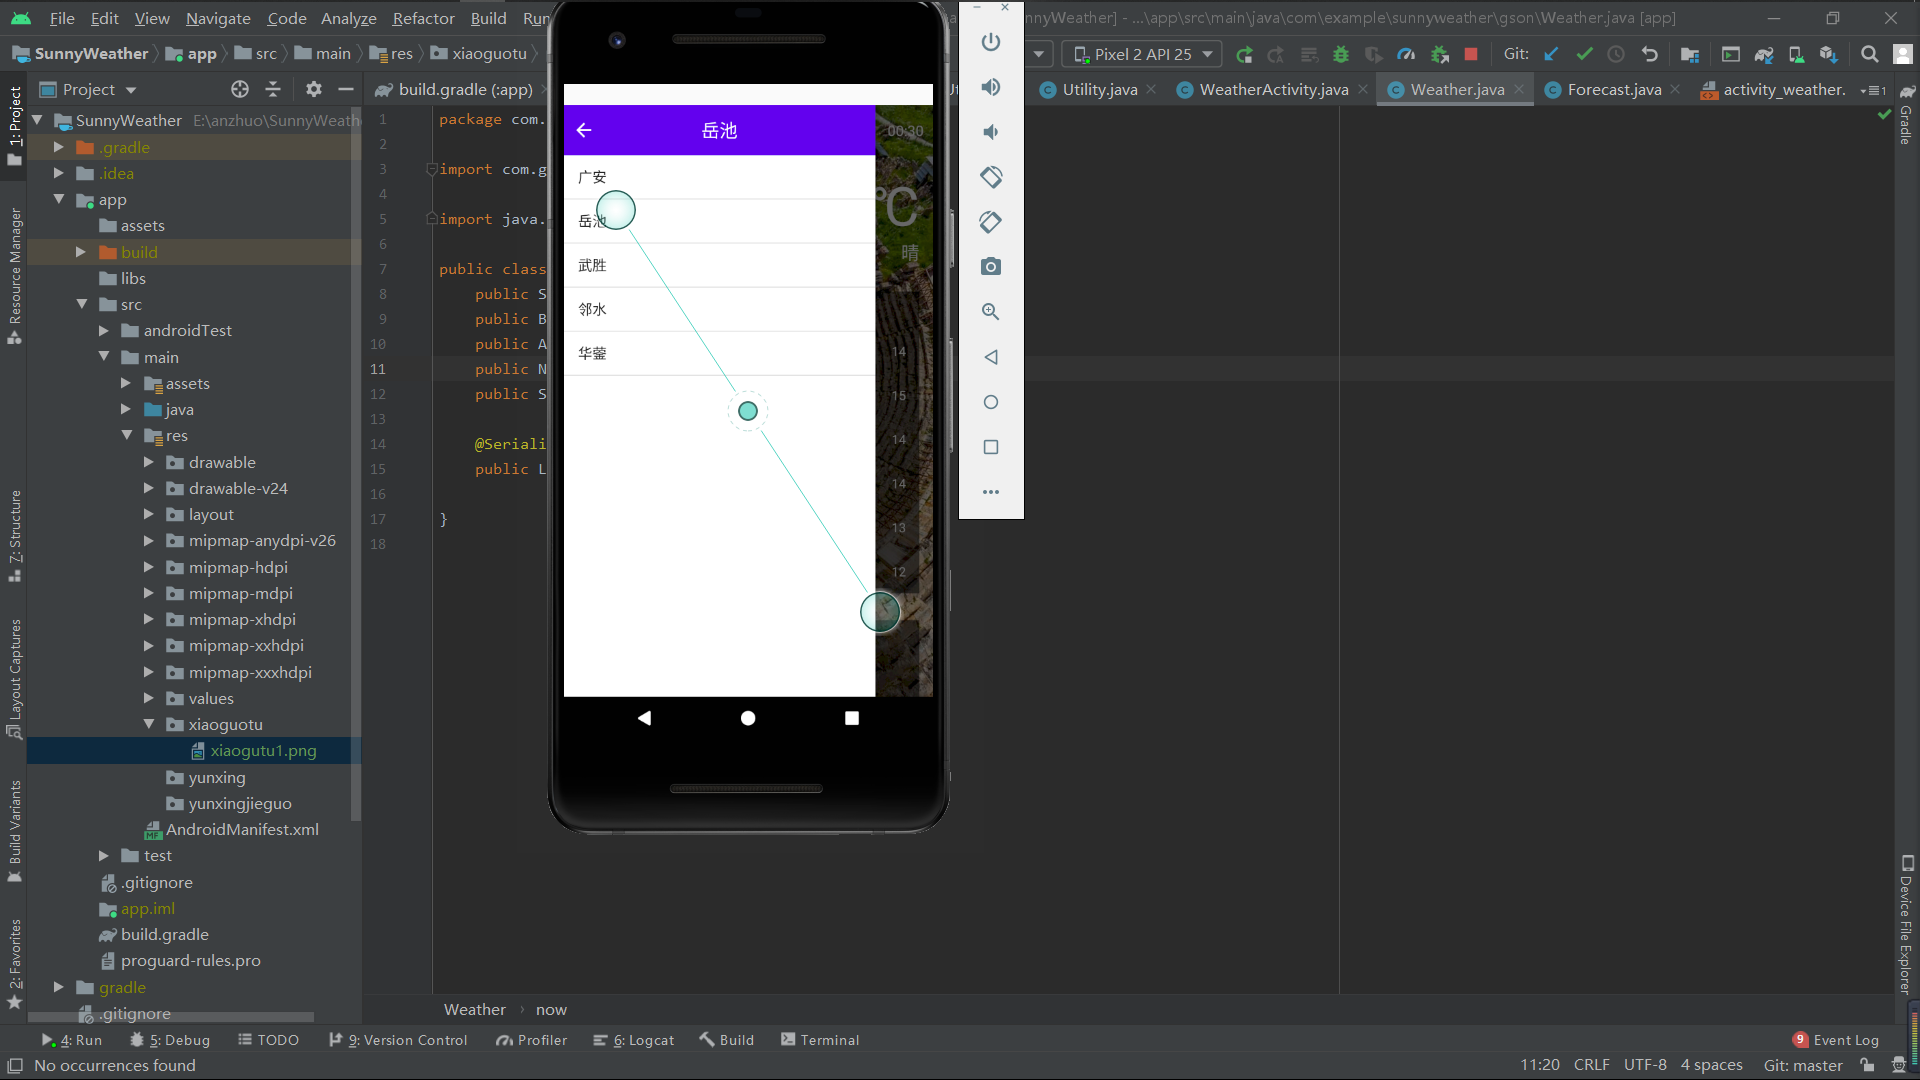 File Edit View Navigate Code Analyze Refactor Build Run
nnyWeather] - ...\app\src\main\java\com\example\sunnyweather\gson\Weather.java [app]
SunnyWeather app src main res xiaoguotu
Pixel 2 API 25 Git:
Project
build.gradle (:app) Utility.java WeatherActivity.java Weather.java Forecast.java activity_weather.
1
SunnyWeather E:\anzhuo\SunnyWeath
.gradle
.idea
app
assets
build
libs
src
androidTest
main
assets
java
res
drawable
drawable-v24
layout
mipmap-anydpi-v26
mipmap-hdpi
mipmap-mdpi
mipmap-xhdpi
mipmap-xxhdpi
mipmap-xxxhdpi
values
xiaoguotu
xiaogutu1.png
yunxing
yunxingjieguo
AndroidManifest.xml
test
.gitignore
app.iml
build.gradle
proguard-rules.pro
gradle
.gitignore
1: Project
Resource Manager
Z: Structure
Layout Captures
Build Variants
2: Favorites
1 package com.
2
3 import com.g
4
5 import java.
6
7 public class
8 public S
9 public B
10 public A
11 public N
12 public S
13
14 @Seriali
15 public L
16
17 }
18
岳池
00:30
广安
岳池
武胜
邻水
华蓥
℃
晴
14
15
14
14
13
12
Gradle
Device File Explorer
Weather › now
4: Run 5: Debug TODO 9: Version Control Profiler 6: Logcat Build Terminal 9 Event Log
No occurrences found 11:20 CRLF UTF-8 4 spaces Git: master